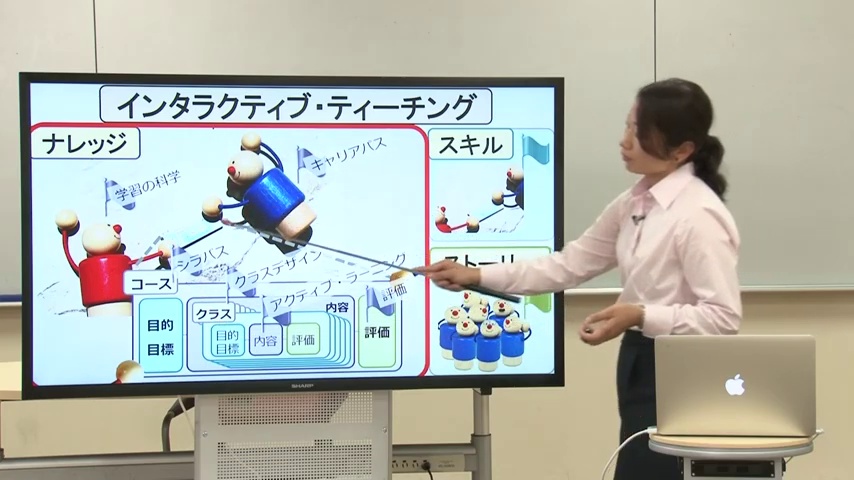 インタラクティブ・ティーチング
ナレッジ
スキル
キャリアパス
学習の科学
シラバス
クラスデザイン
アクティブ・ラーニング
評価
コース
目的
目標
クラス
内容
目的
目標
内容
評価
評価
ストーリー
SHARP